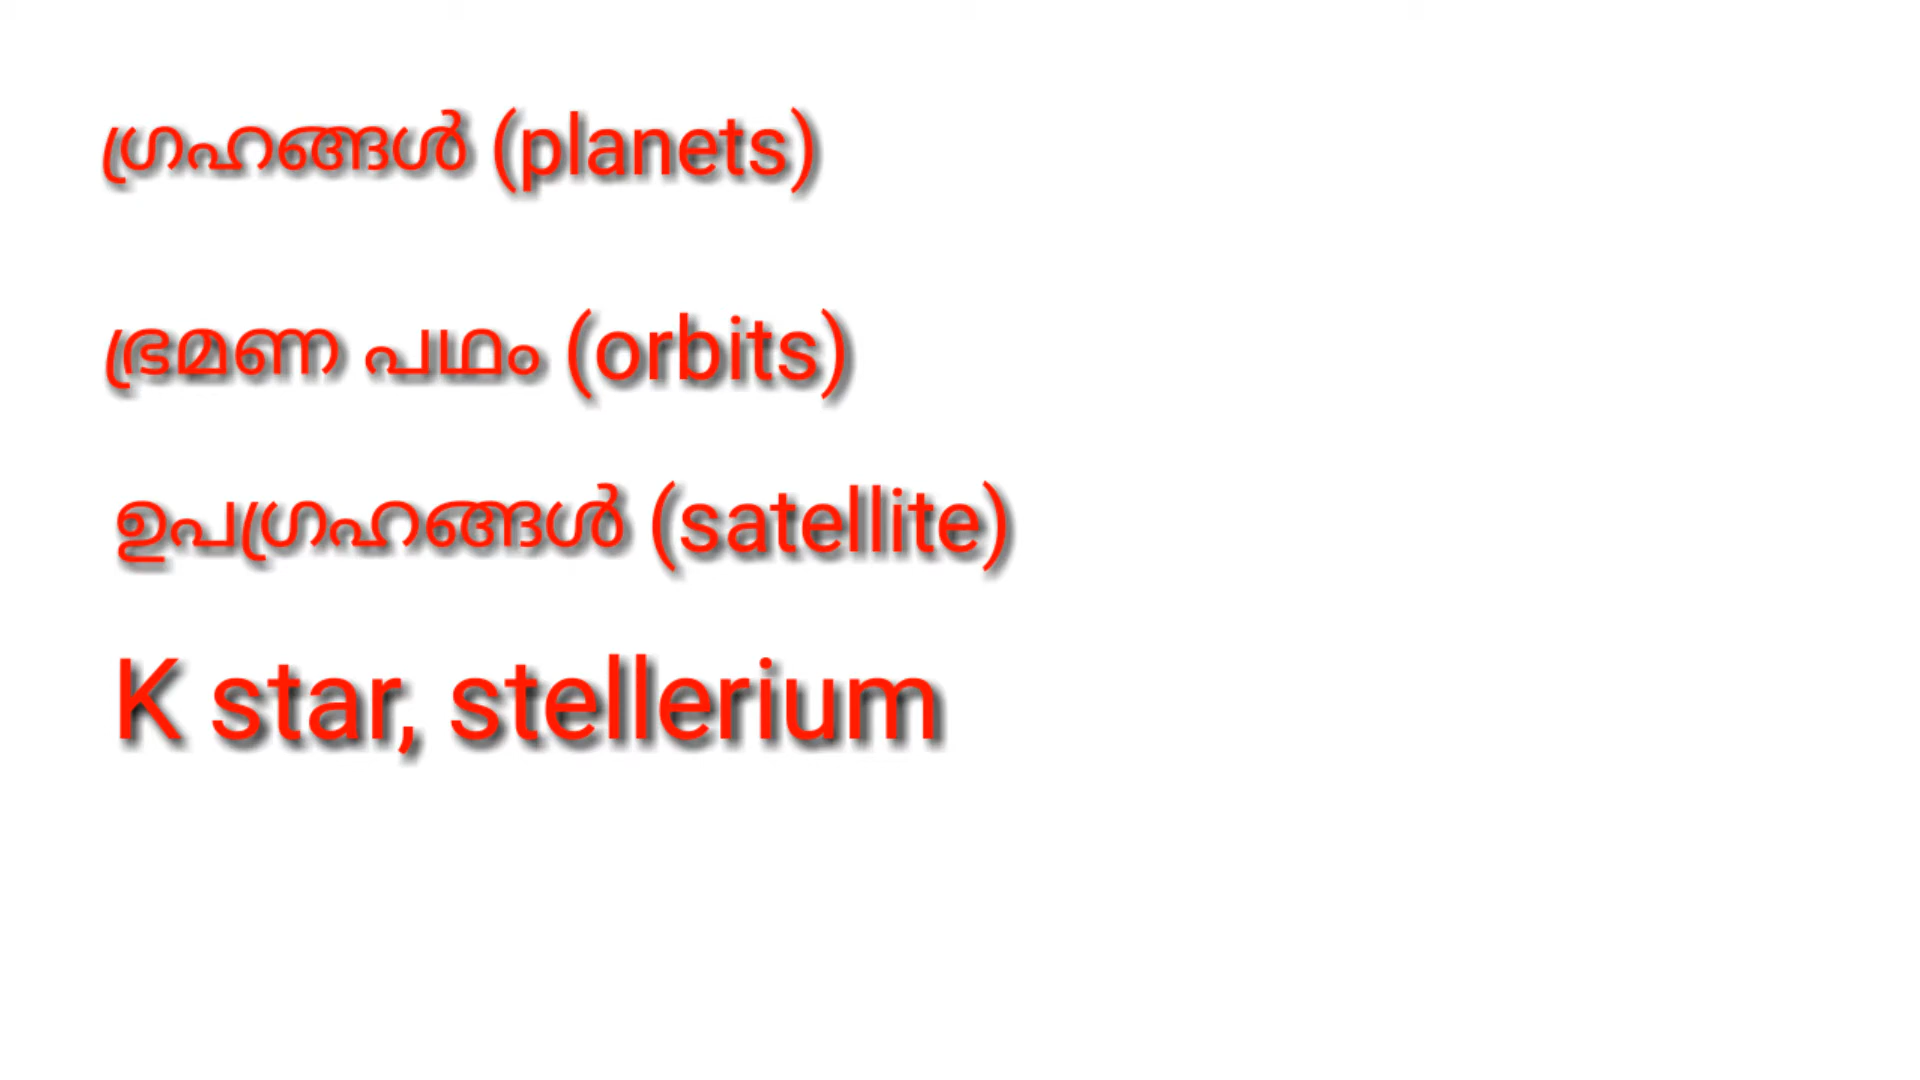 ഗ്രഹങ്ങൾ (planets)
ഭ്രമണ പഥം (orbits)
ഉപഗ്രഹങ്ങൾ (satellite)
K star, stellerium